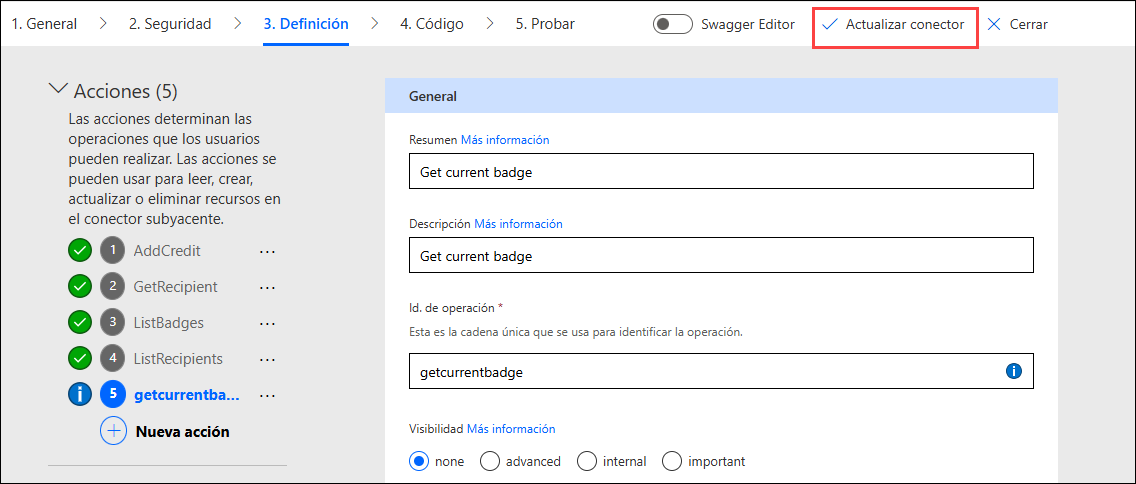 1. General > 2. Seguridad > 3. Definición > 4. Código > 5. Probar Swagger Editor Actualizar conector Cerrar
Acciones (5)
Las acciones determinan las
operaciones que los usuarios
pueden realizar. Las acciones se
pueden usar para leer, crear,
actualizar o eliminar recursos en
el conector subyacente.
1 AddCredit ...
2 GetRecipient ...
3 ListBadges ...
4 ListRecipients ...
5 getcurrentba... ...
Nueva acción
General
Resumen Más información
Get current badge
Descripción Más información
Get current badge
Id. de operación *
Esta es la cadena única que se usa para identificar la operación.
getcurrentbadge
Visibilidad Más información
none advanced internal important